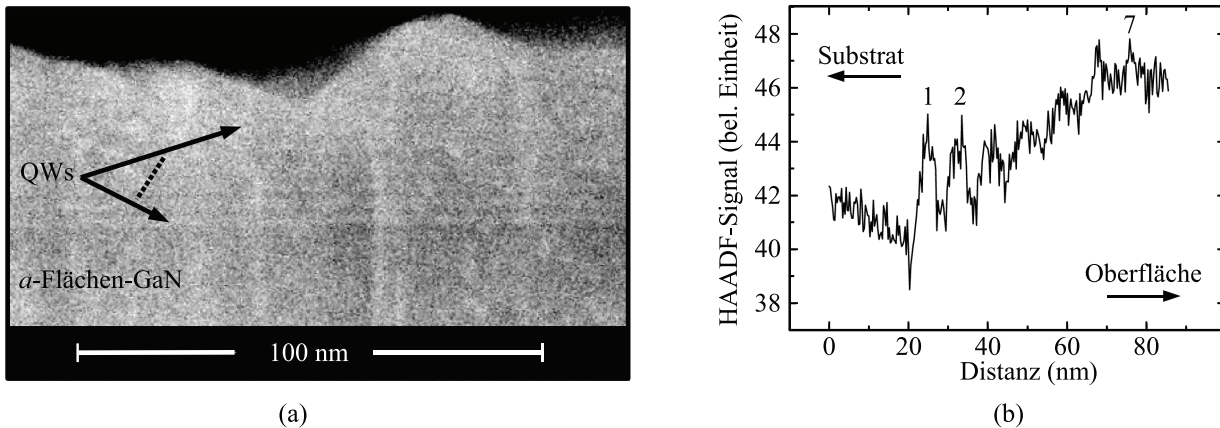 QWs
a-Flächen-GaN
100 nm
(a)
HAADF-Signal (bel. Einheit)
48
46
44
42
40
38
Substrat
1
2
7
Oberfläche
0
20
40
60
80
Distanz (nm)
(b)